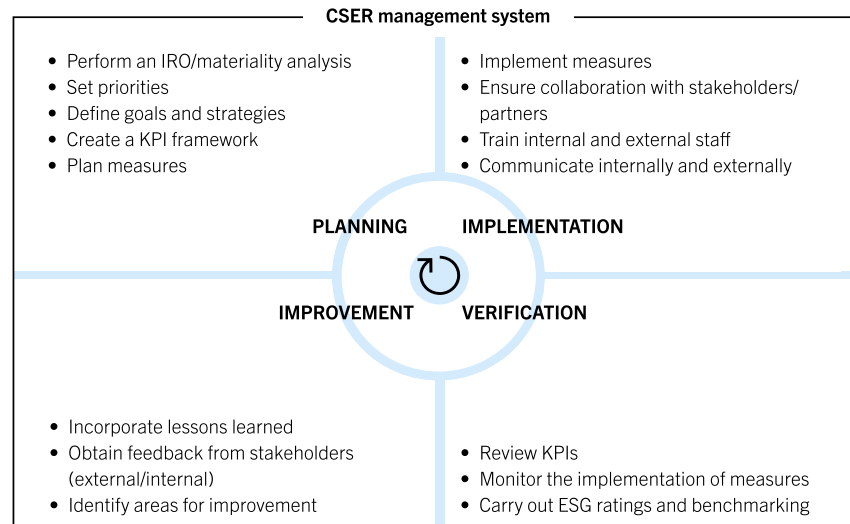 CSER management system
• Perform an IRO/materiality analysis
• Set priorities
• Define goals and strategies
• Create a KPI framework
• Plan measures
• Implement measures
• Ensure collaboration with stakeholders/
partners
• Train internal and external staff
• Communicate internally and externally
PLANNING
IMPLEMENTATION
IMPROVEMENT
VERIFICATION
• Incorporate lessons learned
• Obtain feedback from stakeholders
(external/internal)
• Identify areas for improvement
• Review KPIs
• Monitor the implementation of measures
• Carry out ESG ratings and benchmarking